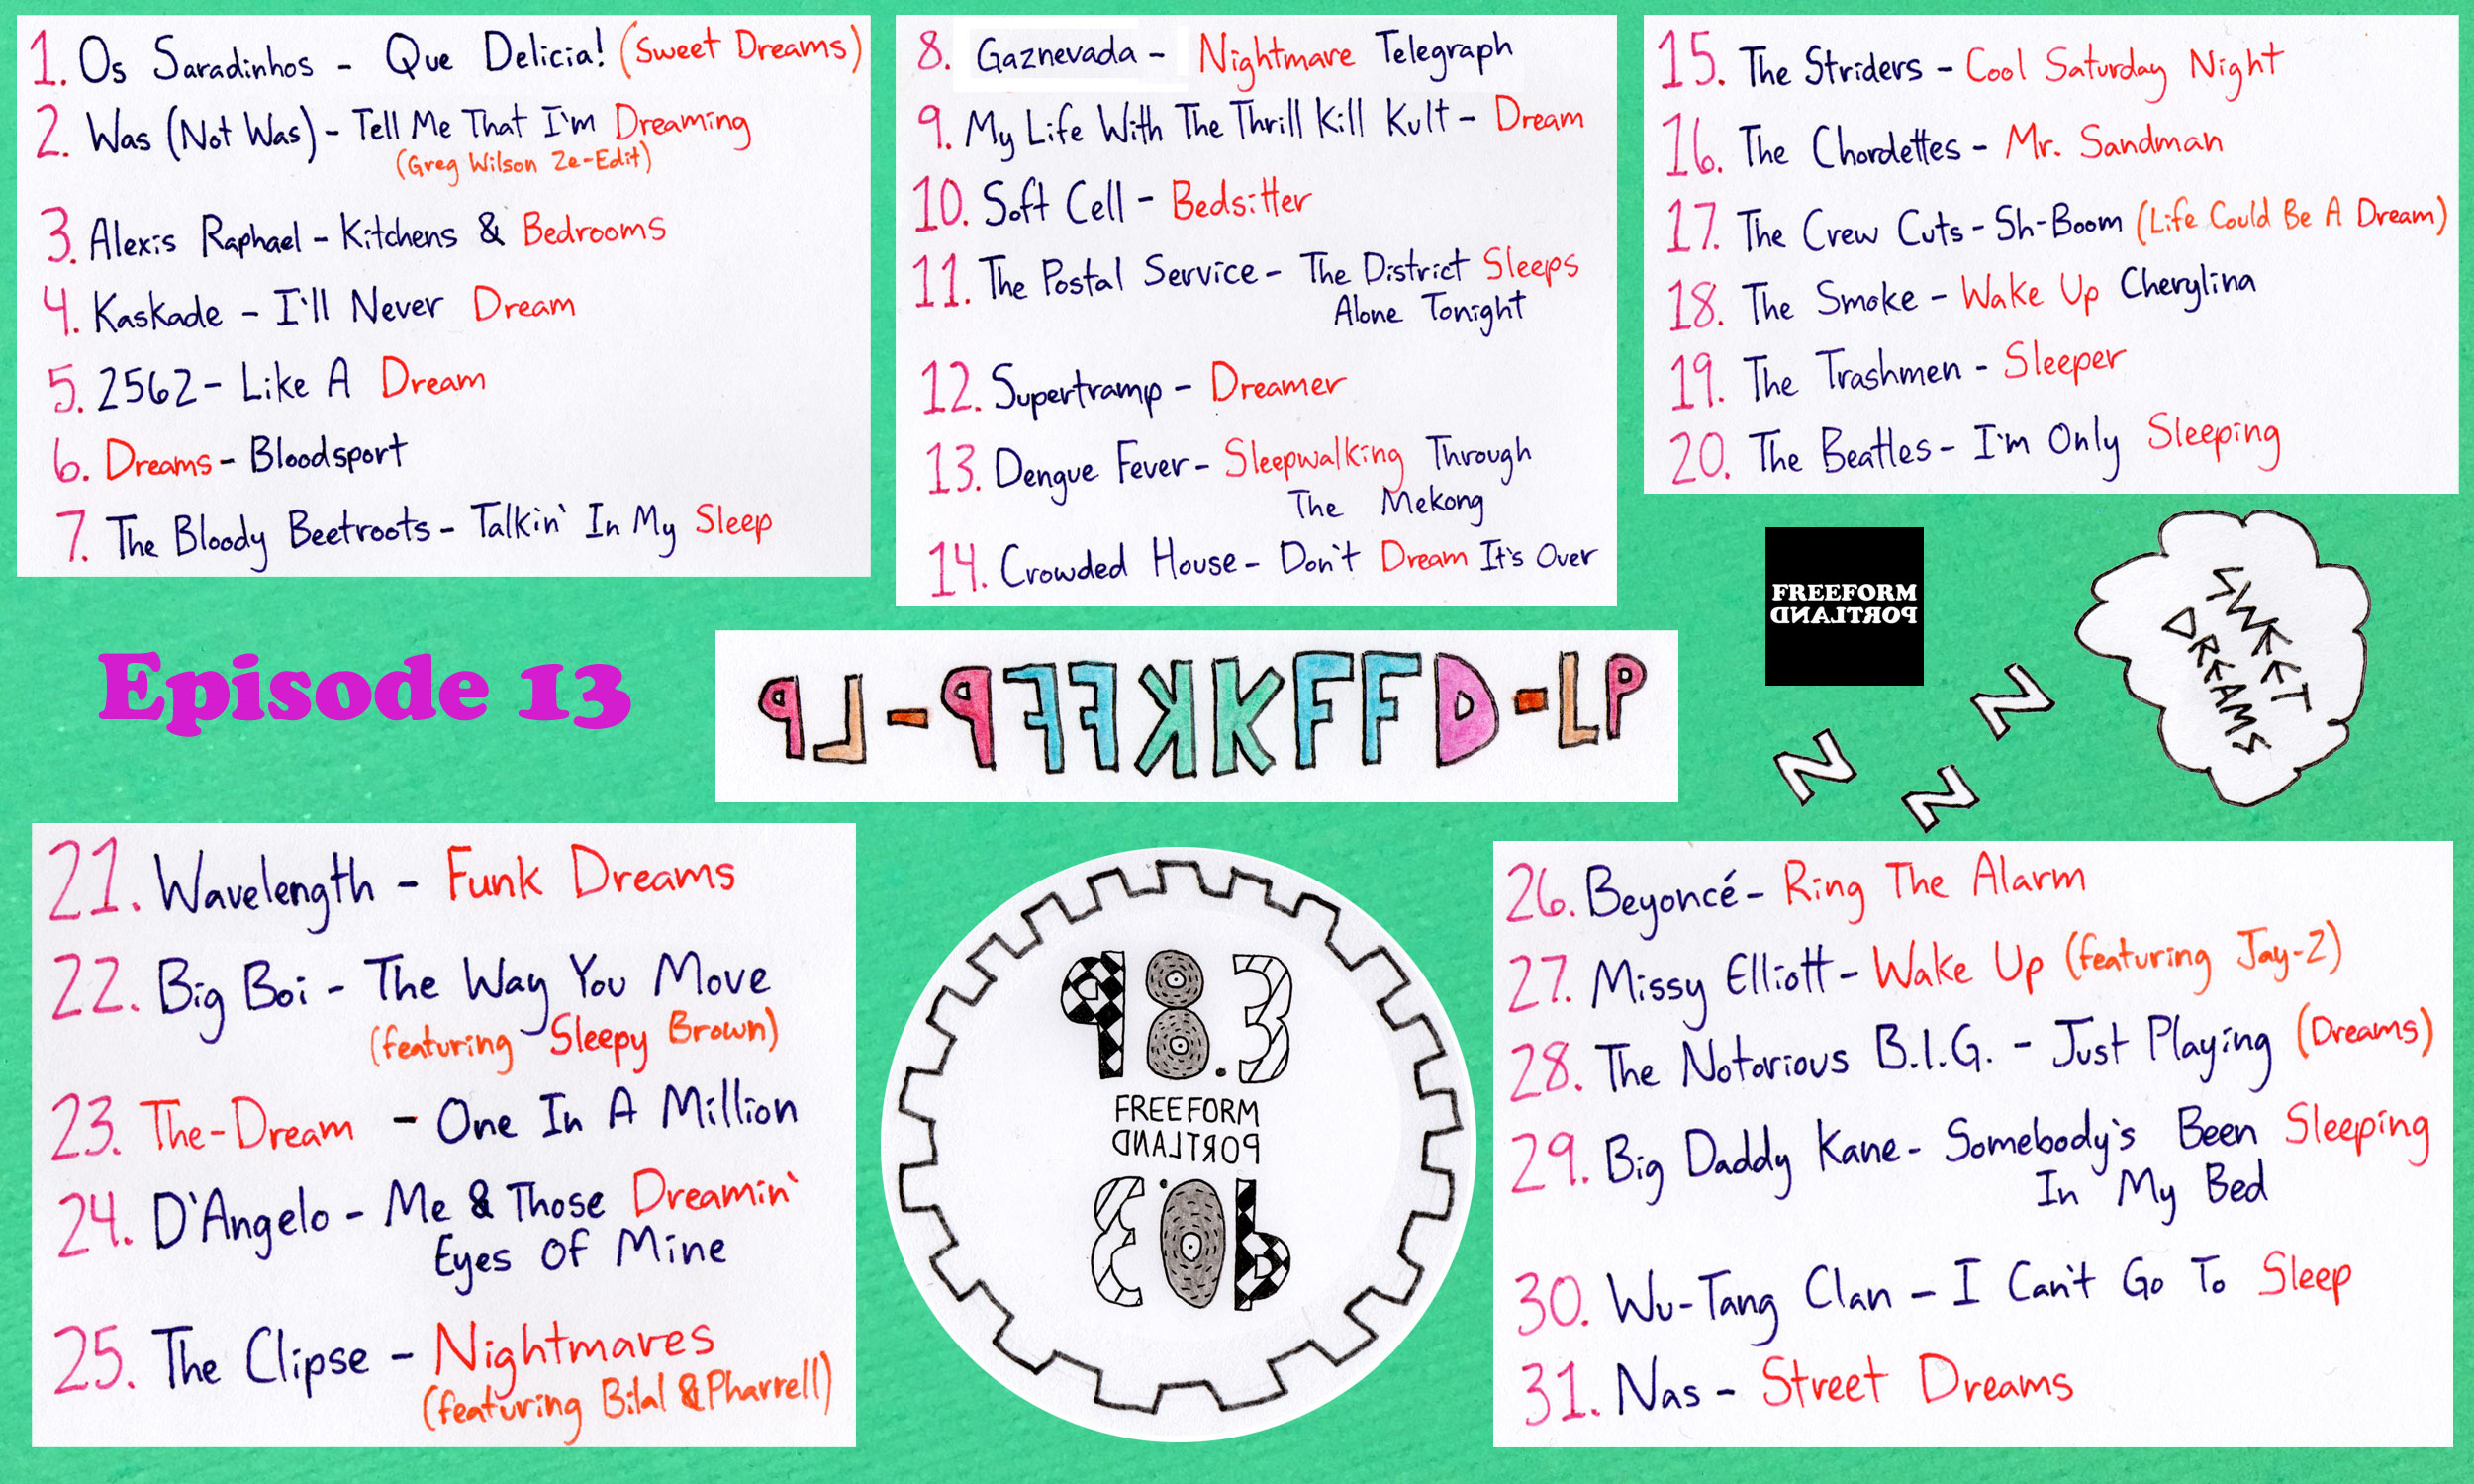 1. Os Saradinhos - Que Delicia! (Sweet Dreams)
2. Was (Not Was) - Tell Me That I'm Dreaming
(Greg Wilson Ze-Edit)
3. Alexis Raphael - Kitchens & Bedrooms
4. Kaskade - I'll Never Dream
5. 2562 - Like A Dream
6. Dreams - Bloodsport
7. The Bloody Beetroots - Talkin' In My Sleep
8. Gaznevada - Nightmare Telegraph
9. My Life With The Thrill Kill Kult - Dream
10. Soft Cell - Bedsitter
11. The Postal Service - The District Sleeps
Alone Tonight
12. Supertramp - Dreamer
13. Dengue Fever - Sleepwalking Through
The Mekong
14. Crowded House - Don't Dream It's Over
15. The Striders - Cool Saturday Night
16. The Chordettes - Mr. Sandman
17. The Crew Cuts - Sh-Boom (Life Could Be A Dream)
18. The Smoke - Wake Up Cherylina
19. The Trashmen - Sleeper
20. The Beatles - I'm Only Sleeping
FREEFORM
PORTLAND
SWEET
DREAMS
Z
Z
Z
Episode 13
PL-PFFKKFFD-LP
21. Wavelength - Funk Dreams
22. Big Boi - The Way You Move
(featuring Sleepy Brown)
23. The-Dream - One In A Million
24. D'Angelo - Me & Those Dreamin'
Eyes Of Mine
25. The Clipse - Nightmares
(featuring Bilal & Pharrell)
98.3
FREEFORM
PORTLAND
90.3
26. Beyoncé - Ring The Alarm
27. Missy Elliott - Wake Up (featuring Jay-Z)
28. The Notorious B.I.G. - Just Playing (Dreams)
29. Big Daddy Kane - Somebody's Been Sleeping
In My Bed
30. Wu-Tang Clan - I Can't Go To Sleep
31. Nas - Street Dreams